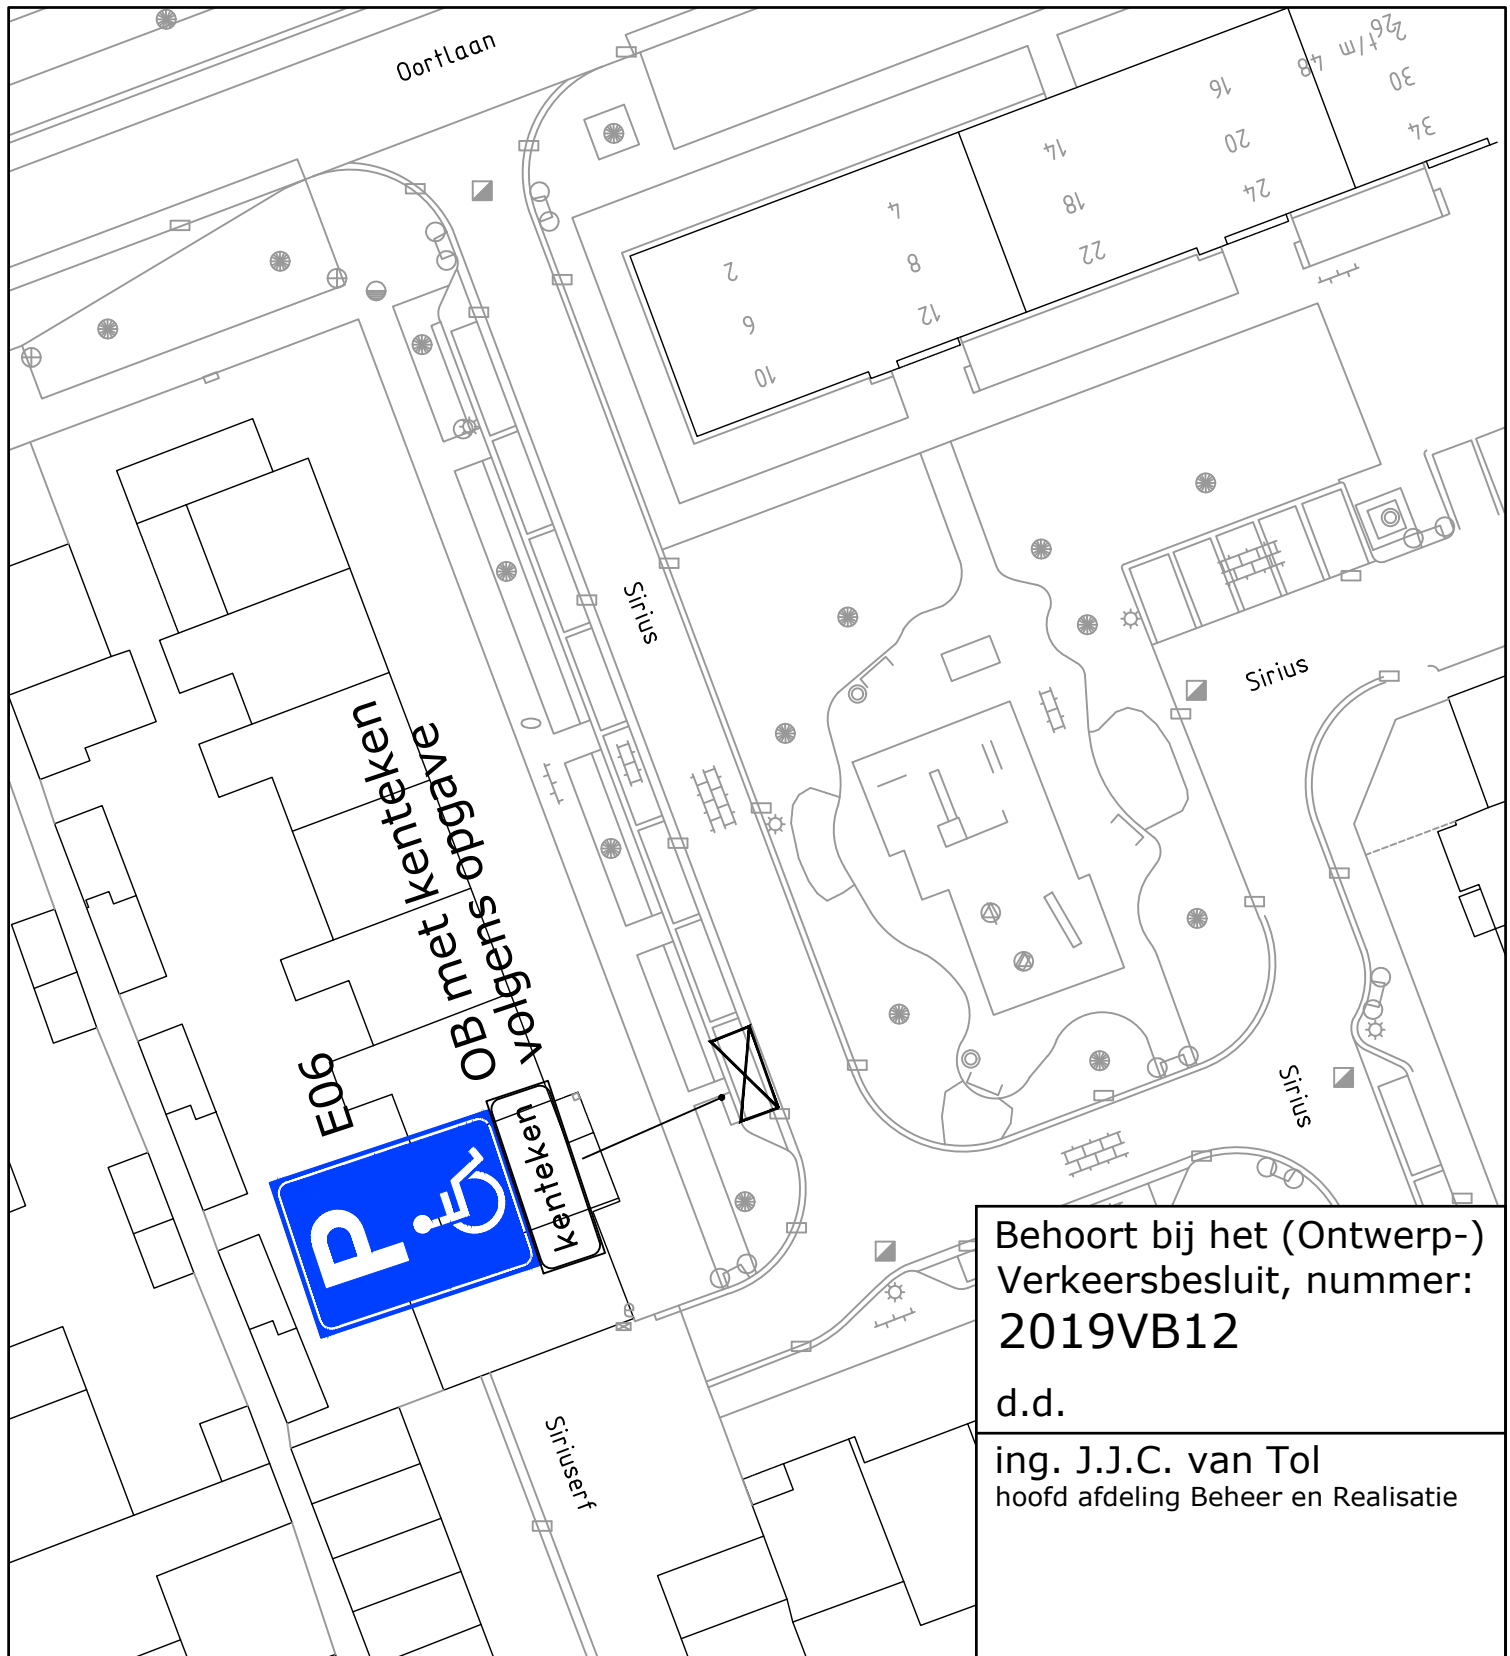 Oortlaan
26 t/m 48
30
34
16
20
24
14
18
22
4
8
12
2
6
10
Sirius
Sirius
Sirius
OB met kenteken
volgens opgave
E06
P
kenteken
Siriuserf
Behoort bij het (Ontwerp-)
Verkeersbesluit, nummer:
2019VB12
d.d.
ing. J.J.C. van Tol
hoofd afdeling Beheer en Realisatie